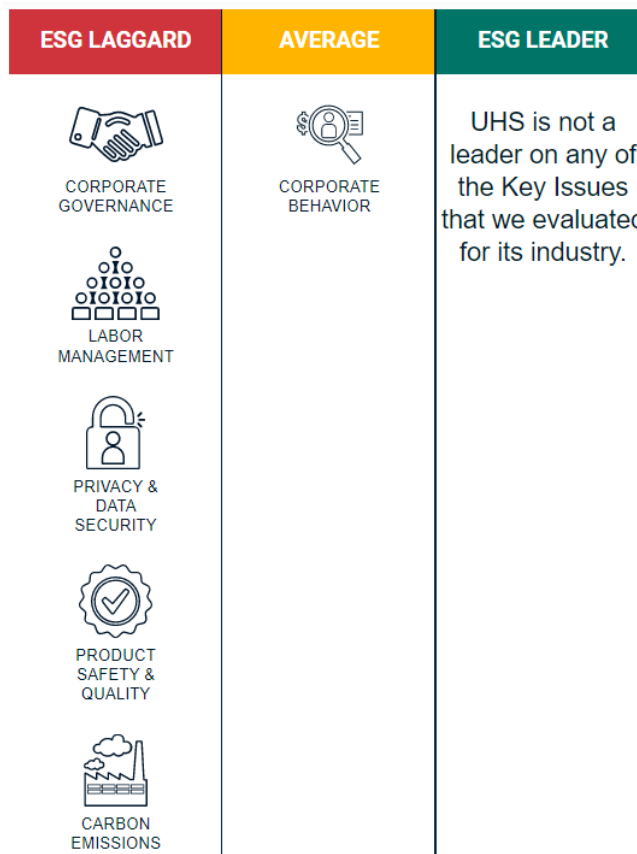 ESG LAGGARD
AVERAGE
ESG LEADER
CORPORATE
GOVERNANCE
LABOR
MANAGEMENT
PRIVACY &
DATA
SECURITY
PRODUCT
SAFETY &
QUALITY
CARBON
EMISSIONS
CORPORATE
BEHAVIOR
UHS is not a
leader on any of
the Key Issues
that we evaluated
for its industry.